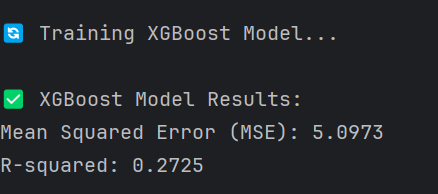 🔄 Training XGBoost Model...
✅ XGBoost Model Results:
Mean Squared Error (MSE): 5.0973
R-squared: 0.2725